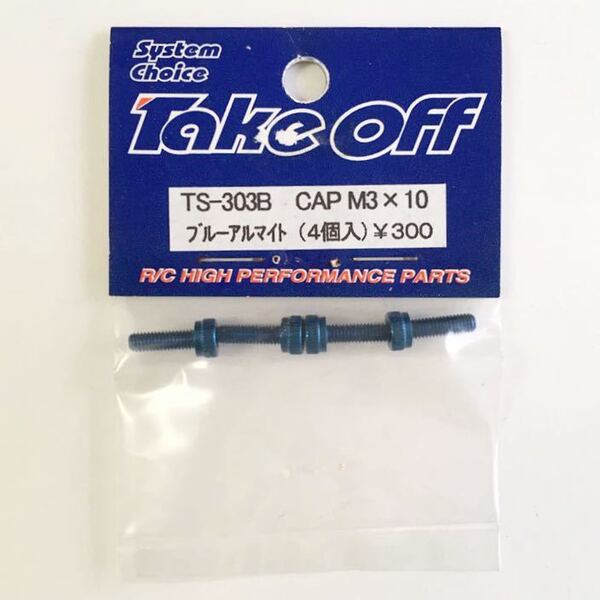 System
Choice
Take Off
TS-303B CAP M3×10
ブルーアルマイト (4個入)¥300
R/C HIGH PERFORMANCE PARTS